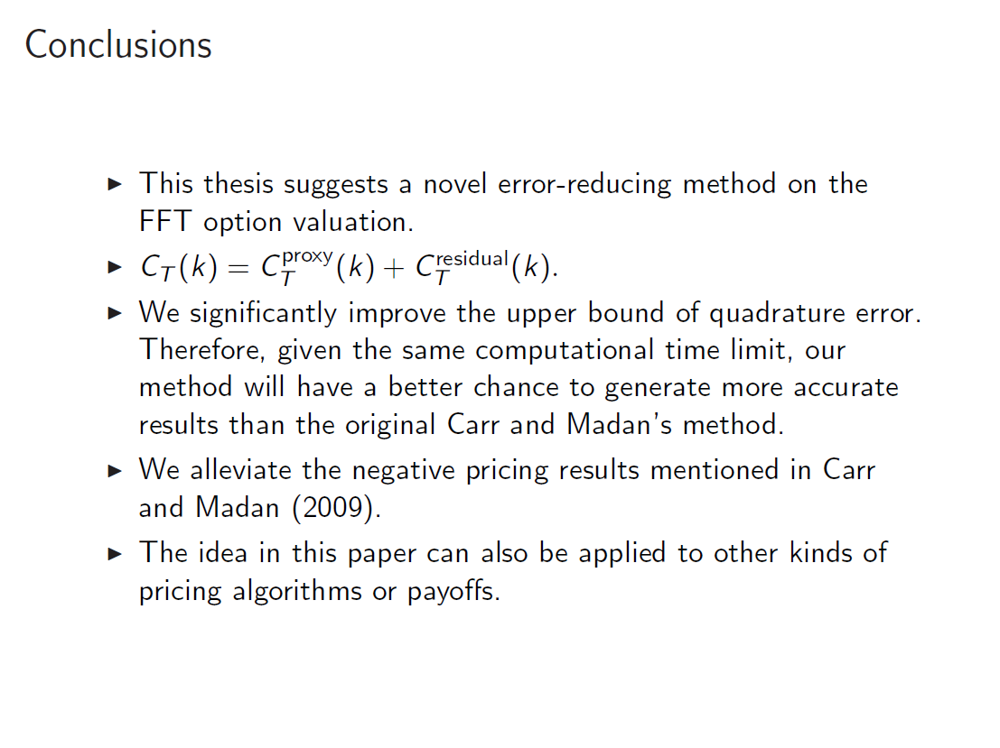 Conclusions
▶ This thesis suggests a novel error-reducing method on the
FFT option valuation.
▶ C_T(k) = C_T^proxy(k) + C_T^residual(k).
▶ We significantly improve the upper bound of quadrature error.
Therefore, given the same computational time limit, our
method will have a better chance to generate more accurate
results than the original Carr and Madan's method.
▶ We alleviate the negative pricing results mentioned in Carr
and Madan (2009).
▶ The idea in this paper can also be applied to other kinds of
pricing algorithms or payoffs.